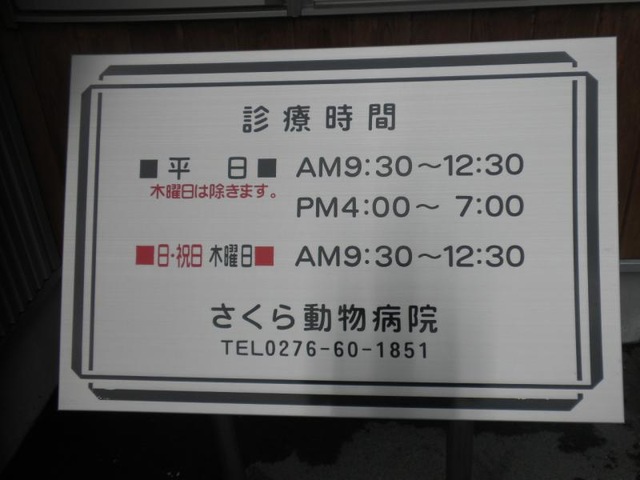 診療時間
■平 日■ AM9:30〜12:30
木曜日は除きます。
PM4:00〜 7:00
■日・祝日 木曜日■ AM9:30〜12:30
さくら動物病院
TEL0276-60-1851